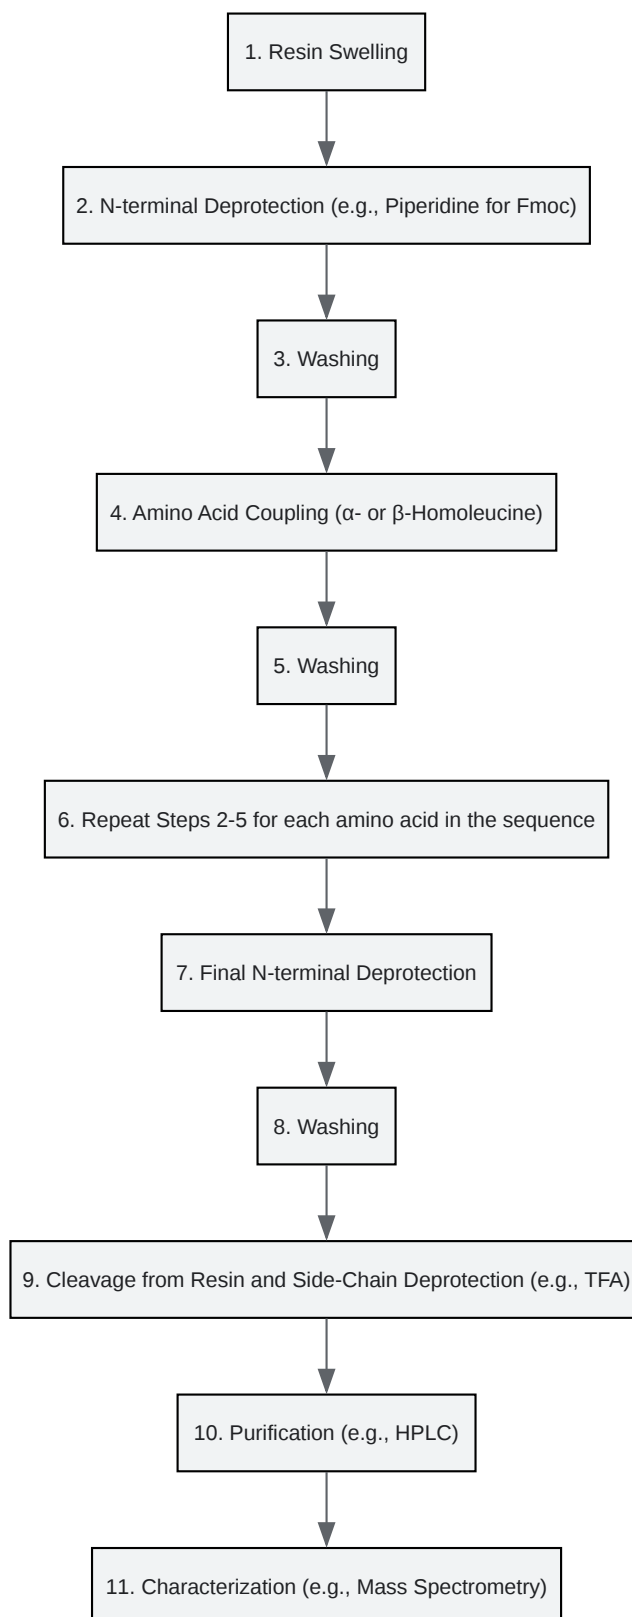 1. Resin Swelling
2. N-terminal Deprotection (e.g., Piperidine for Fmoc)
3. Washing
4. Amino Acid Coupling (α- or β-Homoleucine)
5. Washing
6. Repeat Steps 2-5 for each amino acid in the sequence
7. Final N-terminal Deprotection
8. Washing
9. Cleavage from Resin and Side-Chain Deprotection (e.g., TFA)
10. Purification (e.g., HPLC)
11. Characterization (e.g., Mass Spectrometry)